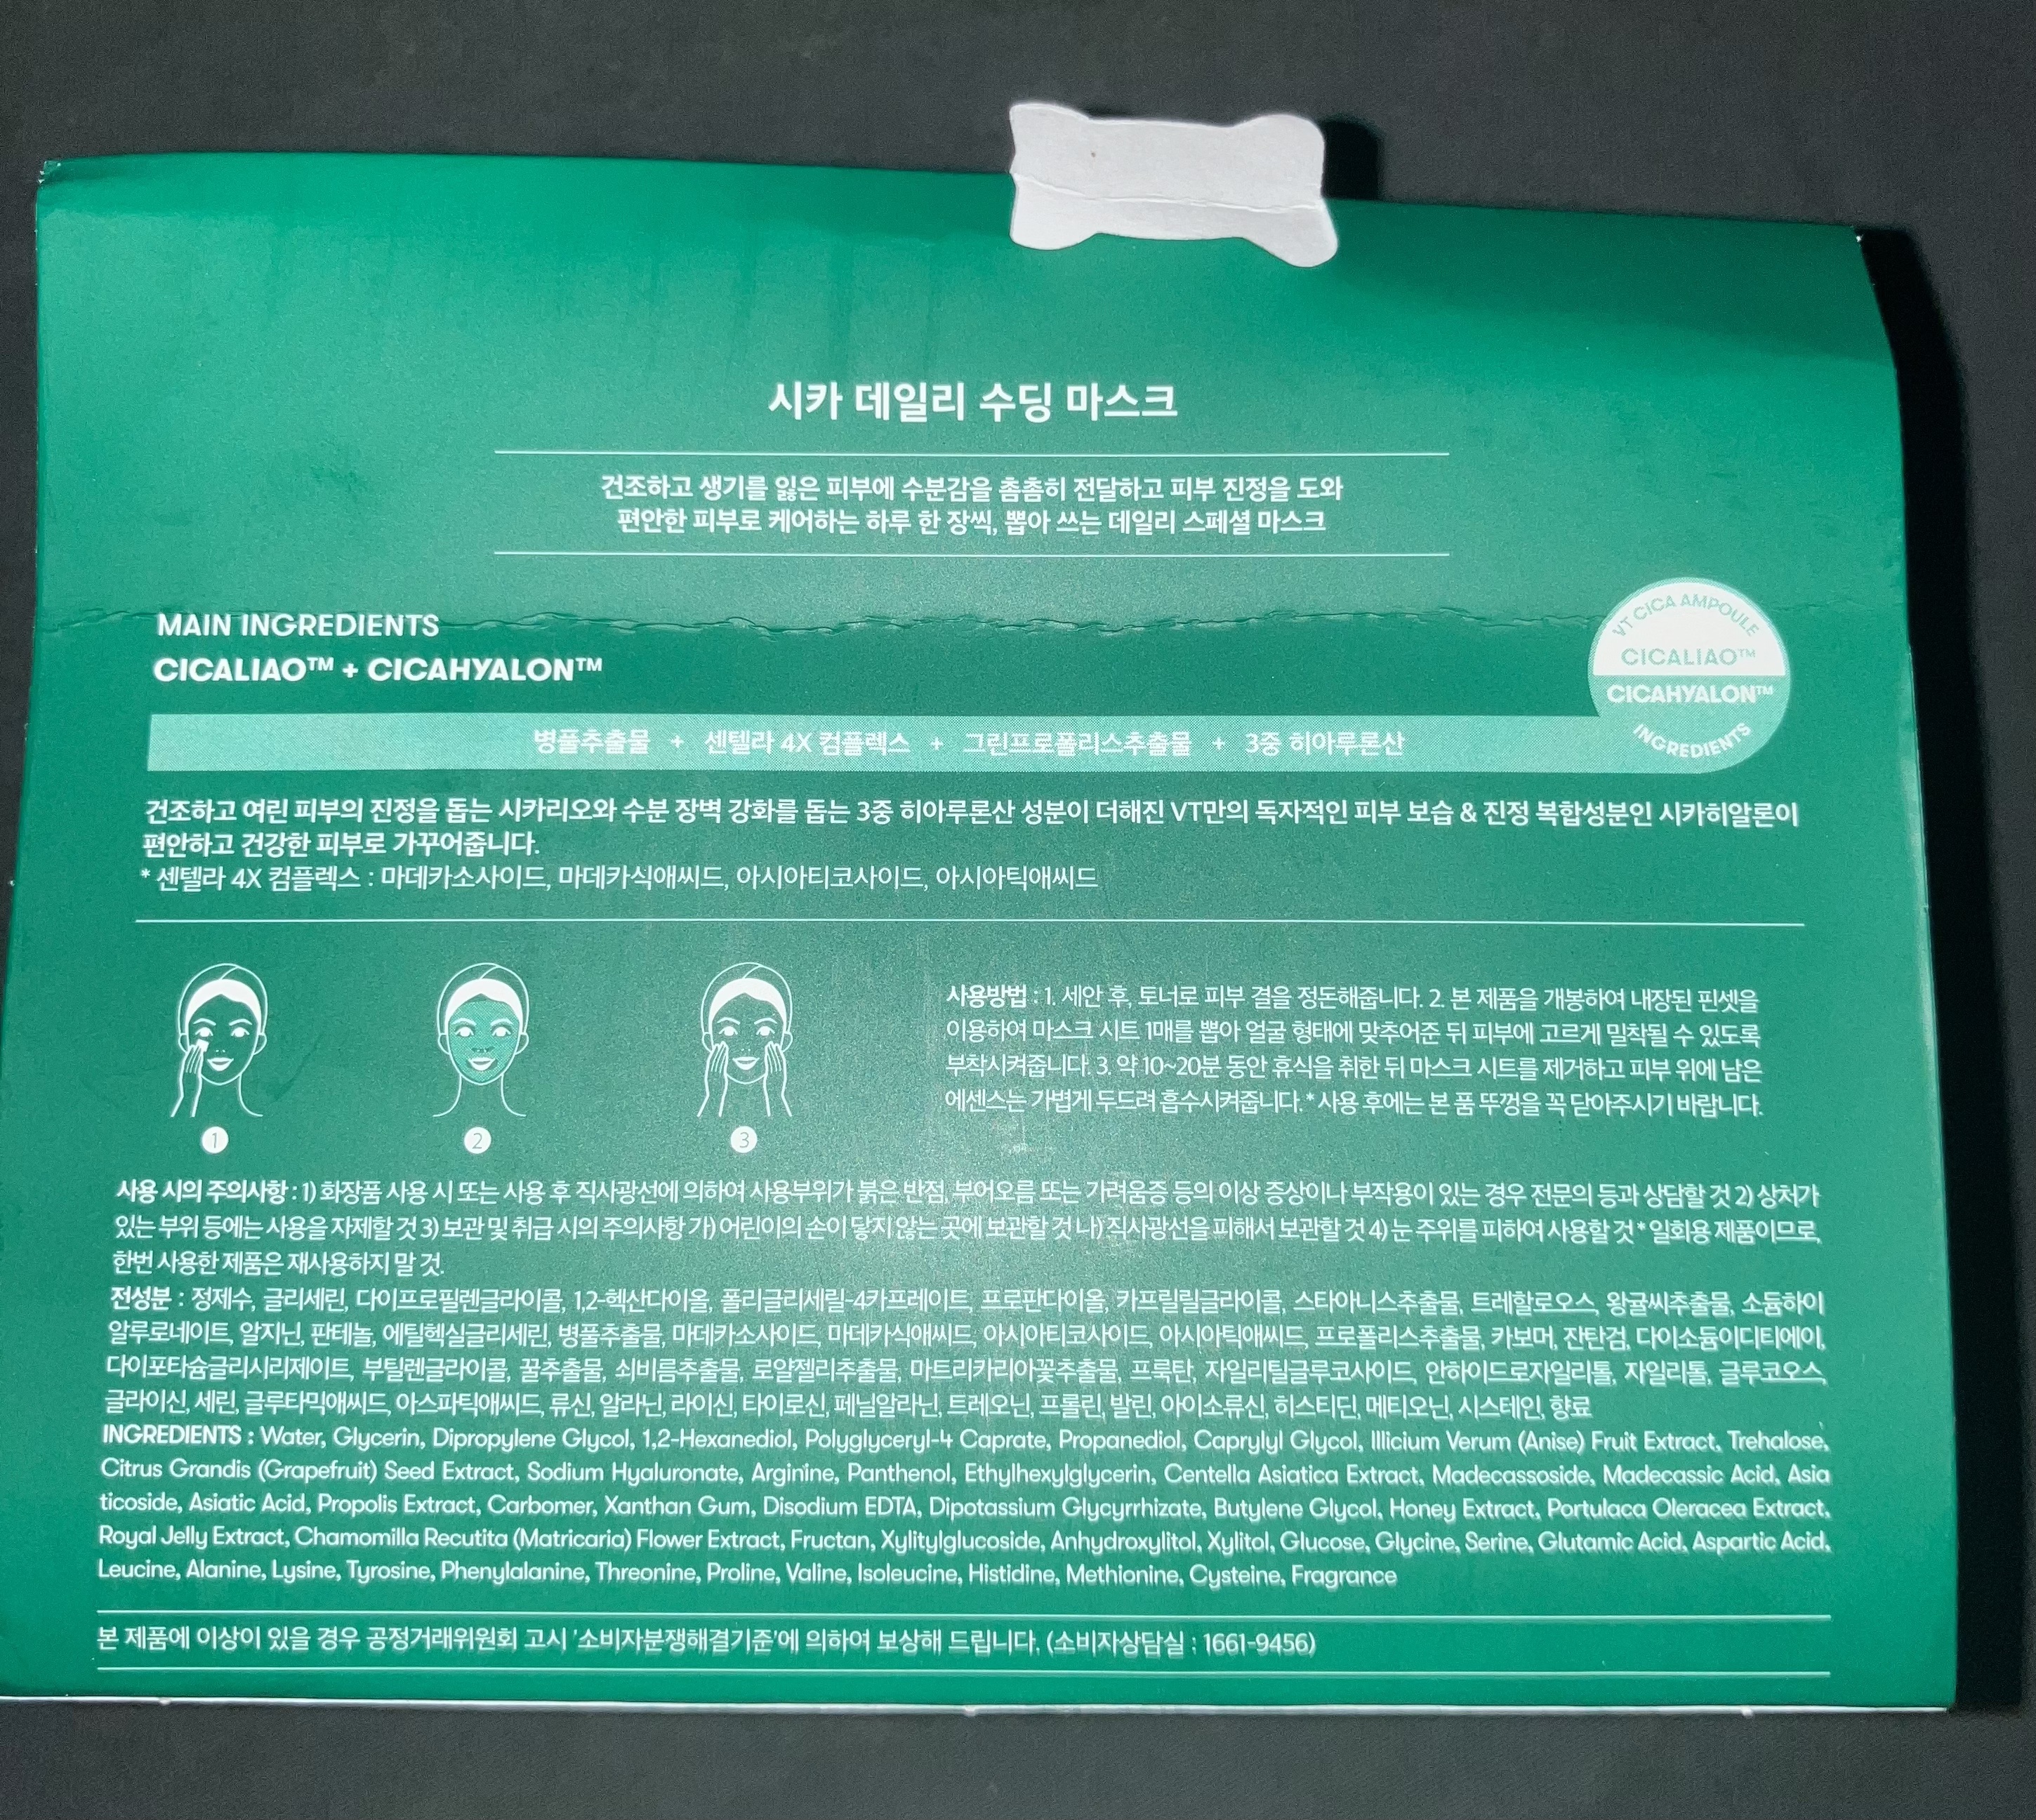 시카 데일리 수딩 마스크
건조하고 생기를 잃은 피부에 수분감을 촘촘히 전달하고 피부 진정을 도와
편안한 피부로 케어하는 하루 한 장씩, 뽑아 쓰는 데일리 스페셜 마스크
MAIN INGREDIENTS
CICALIAO™ + CICAHYALON™
VT CICA AMPOULE
CICALIAO™
CICAHYALON™
INGREDIENTS
병풀추출물 + 센텔라 4X 컴플렉스 + 그린프로폴리스추출물 + 3중 히아루론산
건조하고 여린 피부의 진정을 돕는 시카리오와 수분 장벽 강화를 돕는 3중 히아루론산 성분이 더해진 VT만의 독자적인 피부 보습 & 진정 복합성분인 시카히알론이
편안하고 건강한 피부로 가꾸어줍니다.
* 센텔라 4X 컴플렉스 : 마데카소사이드, 마데카식애씨드, 아시아티코사이드, 아시아틱애씨드
1 2 3
사용방법 : 1. 세안 후, 토너로 피부 결을 정돈해줍니다. 2. 본 제품을 개봉하여 내장된 핀셋을
이용하여 마스크 시트 1매를 뽑아 얼굴 형태에 맞추어준 뒤 피부에 고르게 밀착될 수 있도록
부착시켜줍니다. 3. 약 10~20분 동안 휴식을 취한 뒤 마스크 시트를 제거하고 피부 위에 남은
에센스는 가볍게 두드려 흡수시켜줍니다. * 사용 후에는 본 품 뚜껑을 꼭 닫아주시기 바랍니다.
사용 시의 주의사항 : 1) 화장품 사용 시 또는 사용 후 직사광선에 의하여 사용부위가 붉은 반점, 부어오름 또는 가려움증 등의 이상 증상이나 부작용이 있는 경우 전문의 등과 상담할 것 2) 상처가
있는 부위 등에는 사용을 자제할 것 3) 보관 및 취급 시의 주의사항 가) 어린이의 손이 닿지 않는 곳에 보관할 것 나) 직사광선을 피해서 보관할 것 4) 눈 주위를 피하여 사용할 것 * 일회용 제품이므로,
한번 사용한 제품은 재사용하지 말 것.
전성분 : 정제수, 글리세린, 다이프로필렌글라이콜, 1,2-헥산다이올, 폴리글리세릴-4카프레이트, 프로판다이올, 카프릴릴글라이콜, 스타아니스추출물, 트레할로오스, 왕귤씨추출물, 소듐하이
알루로네이트, 알지닌, 판테놀, 에틸헥실글리세린, 병풀추출물, 마데카소사이드, 마데카식애씨드, 아시아티코사이드, 아시아틱애씨드, 프로폴리스추출물, 카보머, 잔탄검, 다이소듐이디티에이,
다이포타슘글리시리제이트, 부틸렌글라이콜, 꿀추출물, 쇠비름추출물, 로얄젤리추출물, 마트리카리아꽃추출물, 프룩탄, 자일리틸글루코사이드, 안하이드로자일리톨, 자일리톨, 글루코오스,
글라이신, 세린, 글루타믹애씨드, 아스파틱애씨드, 류신, 알라닌, 라이신, 타이로신, 페닐알라닌, 트레오닌, 프롤린, 발린, 아이소류신, 히스티딘, 메티오닌, 시스테인, 향료
INGREDIENTS : Water, Glycerin, Dipropylene Glycol, 1,2-Hexanediol, Polyglyceryl-4 Caprate, Propanediol, Caprylyl Glycol, Illicium Verum (Anise) Fruit Extract, Trehalose,
Citrus Grandis (Grapefruit) Seed Extract, Sodium Hyaluronate, Arginine, Panthenol, Ethylhexylglycerin, Centella Asiatica Extract, Madecassoside, Madecassic Acid, Asia
ticoside, Asiatic Acid, Propolis Extract, Carbomer, Xanthan Gum, Disodium EDTA, Dipotassium Glycyrrhizate, Butylene Glycol, Honey Extract, Portulaca Oleracea Extract,
Royal Jelly Extract, Chamomilla Recutita (Matricaria) Flower Extract, Fructan, Xylitylglucoside, Anhydroxylitol, Xylitol, Glucose, Glycine, Serine, Glutamic Acid, Aspartic Acid,
Leucine, Alanine, Lysine, Tyrosine, Phenylalanine, Threonine, Proline, Valine, Isoleucine, Histidine, Methionine, Cysteine, Fragrance
본 제품에 이상이 있을 경우 공정거래위원회 고시 '소비자분쟁해결기준'에 의하여 보상해 드립니다. (소비자상담실 : 1661-9456)